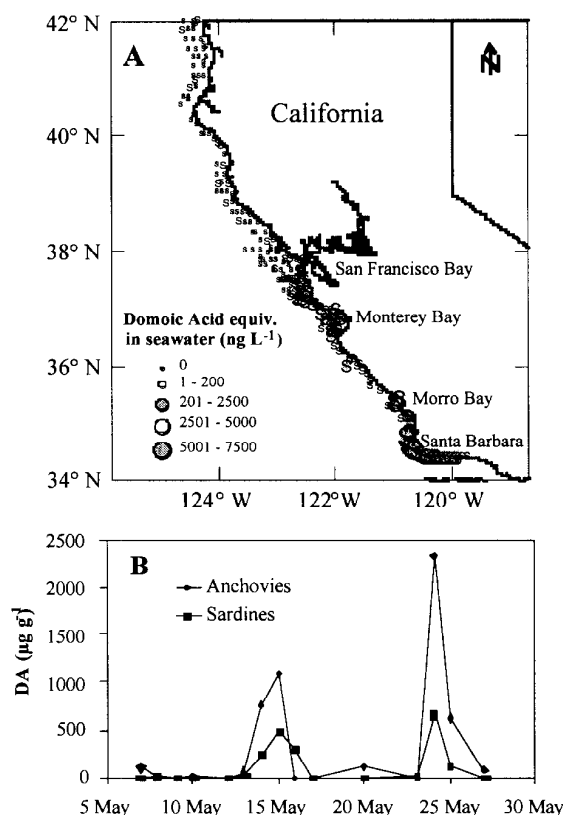 42° N
A
N
California
40° N
38° N
San Francisco Bay
Domoic Acid equiv.
in seawater (ng L-1)
Monterey Bay
0
36° N
1 - 200
201 - 2500
Morro Bay
2501 - 5000
Santa Barbara
5001 - 7500
34° N
124° W
122° W
120° W
2500
B
2000
Anchovies
Sardines
1500
DA (µg g-1)
1000
500
0
5 May
10 May
15 May
20 May
25 May
30 May